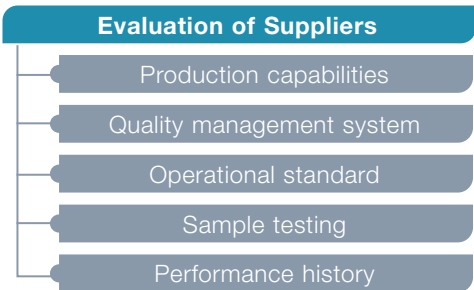 Evaluation of Suppliers
Production capabilities
Quality management system
Operational standard
Sample testing
Performance history